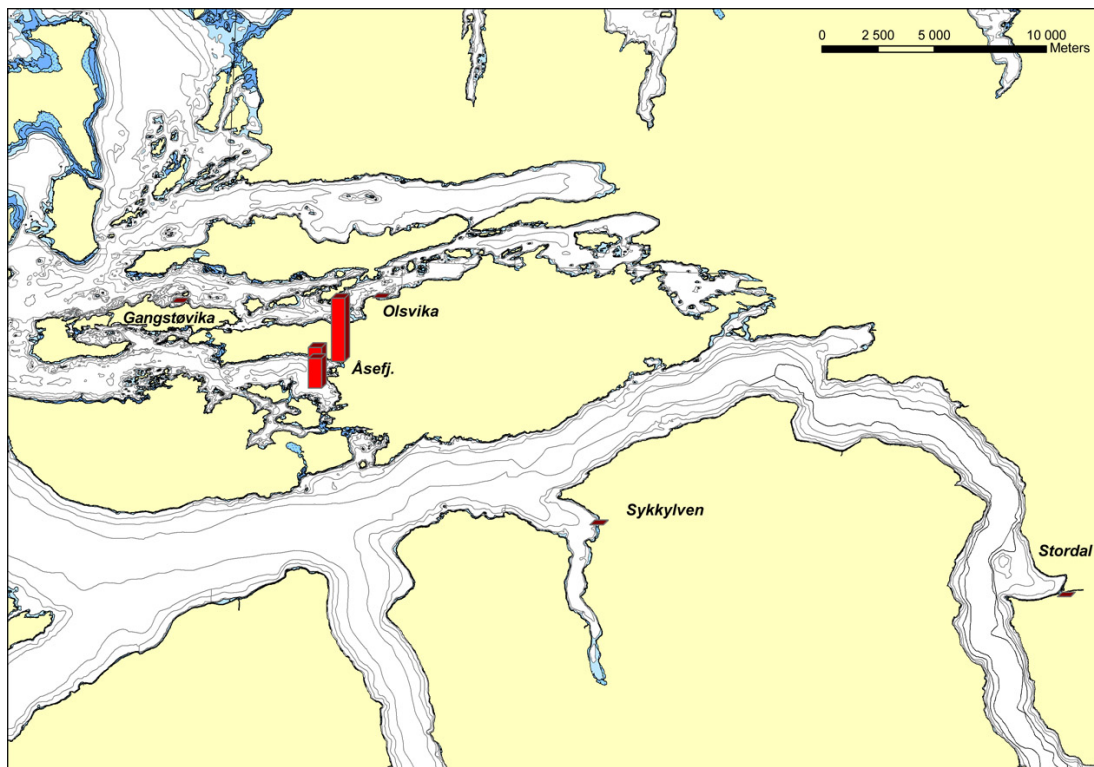 0 2 500 5 000 10 000
Meters
Gangstøvika
Olsvika
Åsefj.
Sykkylven
Stordal